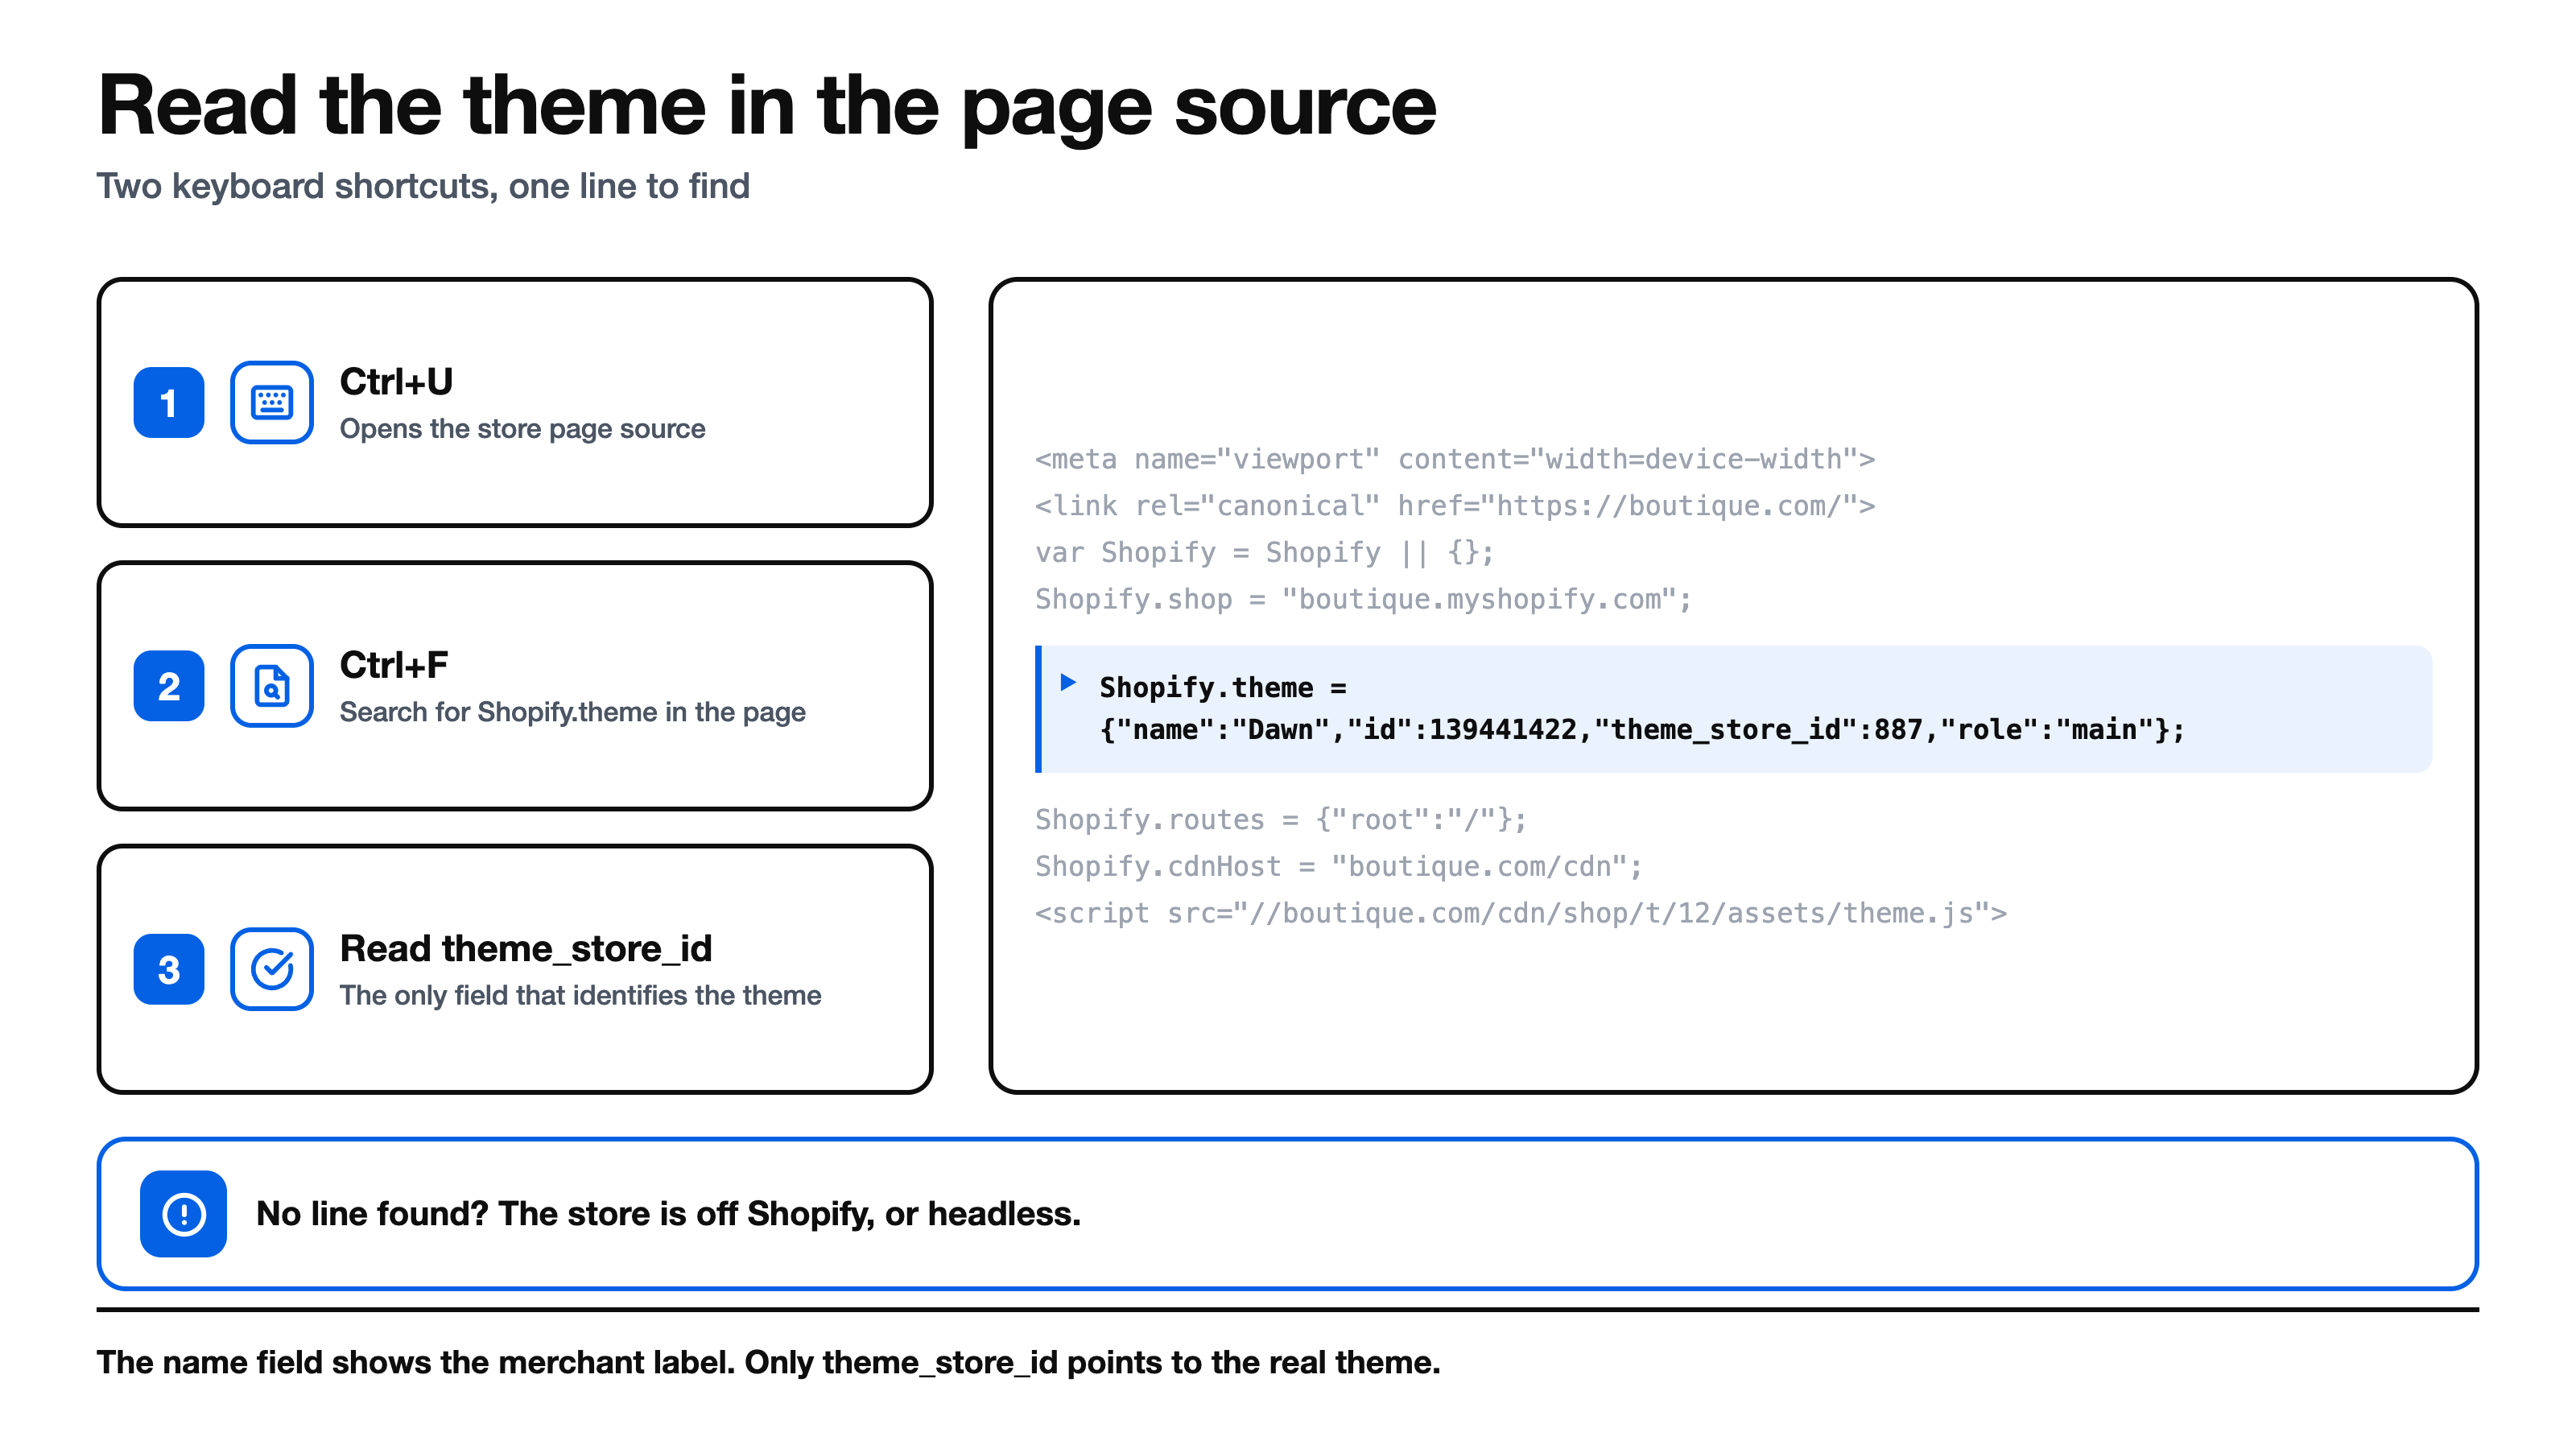 Read the theme in the page source
Two keyboard shortcuts, one line to find
1
Ctrl+U
Opens the store page source
2
Ctrl+F
Search for Shopify.theme in the page
3
Read theme_store_id
The only field that identifies the theme
<meta name="viewport" content="width=device-width">
<link rel="canonical" href="https://boutique.com/">
var Shopify = Shopify || {};
Shopify.shop = "boutique.myshopify.com";
Shopify.theme =
{"name":"Dawn","id":139441422,"theme_store_id":887,"role":"main"};
Shopify.routes = {"root":"/"};
Shopify.cdnHost = "boutique.com/cdn";
<script src="//boutique.com/cdn/shop/t/12/assets/theme.js">
No line found? The store is off Shopify, or headless.
The name field shows the merchant label. Only theme_store_id points to the real theme.